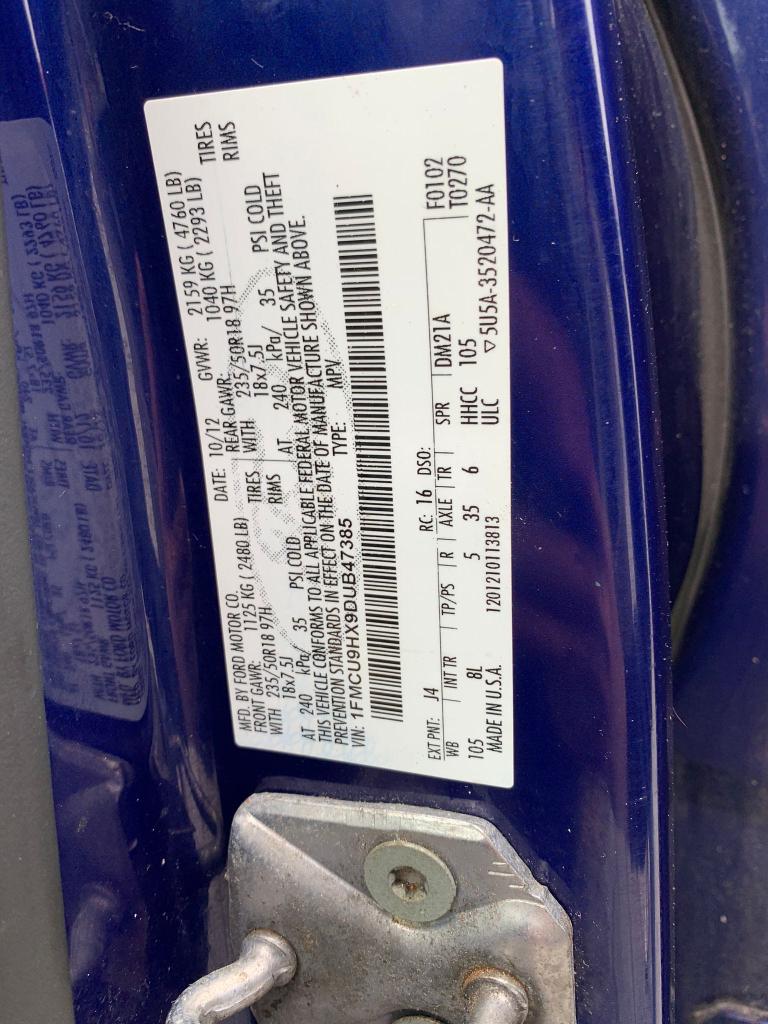 MFD. BY FORD MOTOR CO.
DATE: 10/12 GVWR: 2159 KG ( 4760 LB)
FRONT GAWR: 1125 KG ( 2480 LB) REAR GAWR: 1040 KG ( 2293 LB)
WITH 235/50R18 97H TIRES WITH 235/50R18 97H TIRES
18x7.5J RIMS 18x7.5J RIMS
AT 240 kPa/ 35 PSI COLD AT 240 kPa/ 35 PSI COLD
THIS VEHICLE CONFORMS TO ALL APPLICABLE FEDERAL MOTOR VEHICLE SAFETY AND THEFT
PREVENTION STANDARDS IN EFFECT ON THE DATE OF MANUFACTURE SHOWN ABOVE.
VIN: 1FMCU9HX9DUB47385 TYPE: MPV
F0102
T0270
EXT PNT: J4 RC: 16 DSO:
WB INT TR TP/PS R AXLE TR SPR DM21A
105 8L 5 35 6 HHCC 105
MADE IN U.S.A. 1201210113813 ULC ▽5U5A-3520472-AA